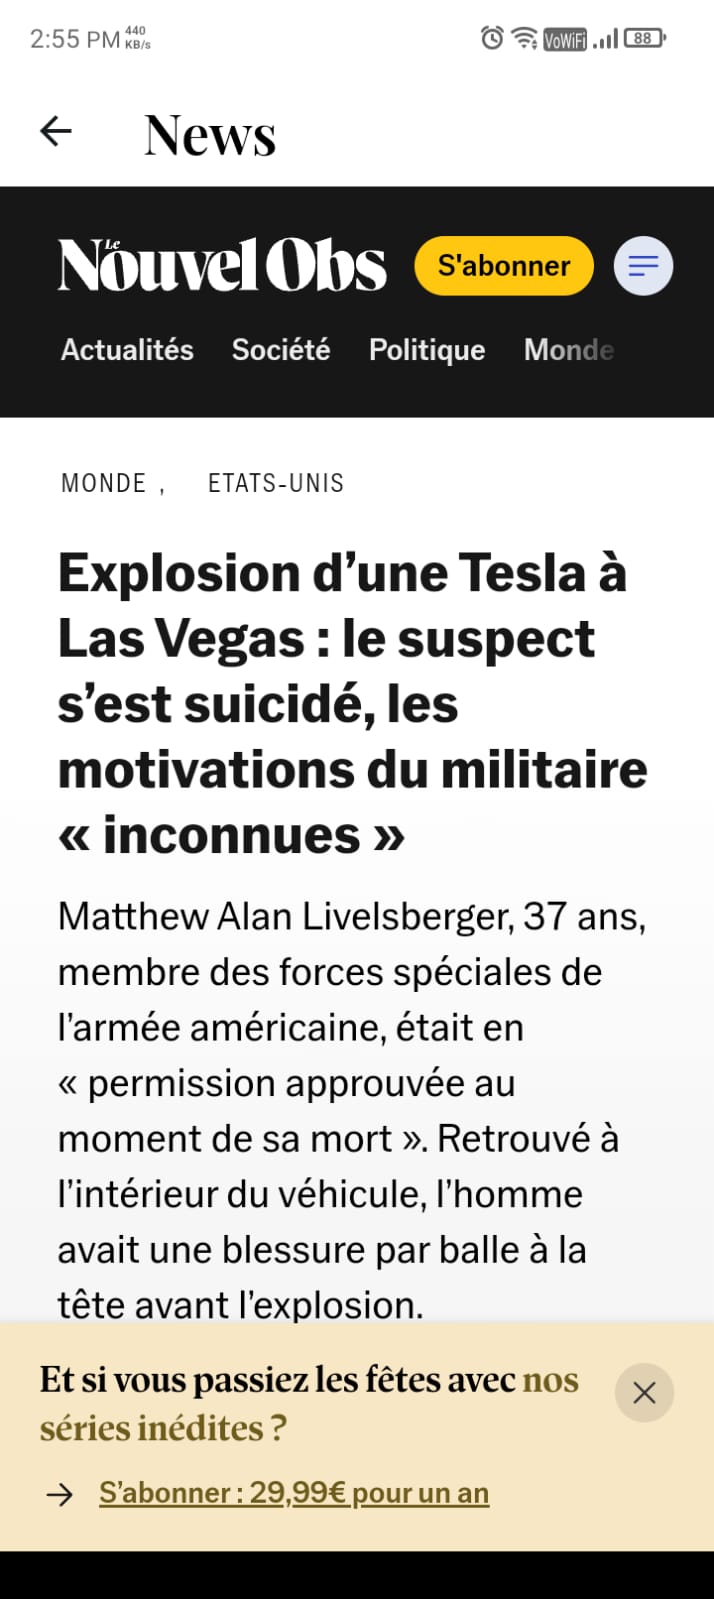 2:55 PM 440 KB/s VoWiFi 88
News
Le Nouvel Obs S'abonner
Actualités Société Politique Monde
MONDE , ETATS-UNIS
Explosion d’une Tesla à
Las Vegas : le suspect
s’est suicidé, les
motivations du militaire
« inconnues »
Matthew Alan Livelsberger, 37 ans,
membre des forces spéciales de
l’armée américaine, était en
« permission approuvée au
moment de sa mort ». Retrouvé à
l’intérieur du véhicule, l’homme
avait une blessure par balle à la
tête avant l’explosion.
Et si vous passiez les fêtes avec nos
séries inédites ?
→ S’abonner : 29,99€ pour un an